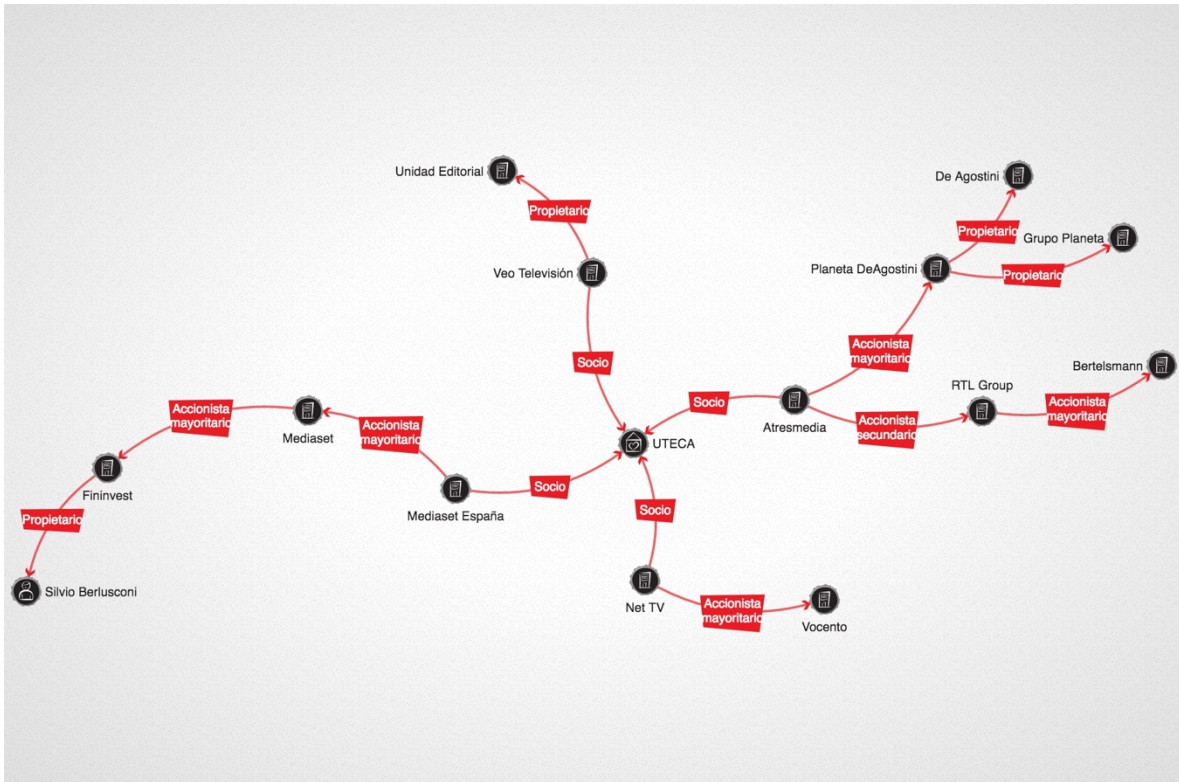 Unidad Editorial
De Agostini
Propietario
Propietario
Grupo Planeta
Veo Televisión
Planeta DeAgostini
Propietario
Socio
Accionista
mayoritario
Bertelsmann
RTL Group
Accionista
mayoritario
Socio
Accionista
mayoritario
Mediaset
Accionista
mayoritario
Atresmedia
Accionista
secundario
UTECA
Fininvest
Socio
Mediaset España
Socio
Propietario
Silvio Berlusconi
Net TV
Accionista
mayoritario
Vocento